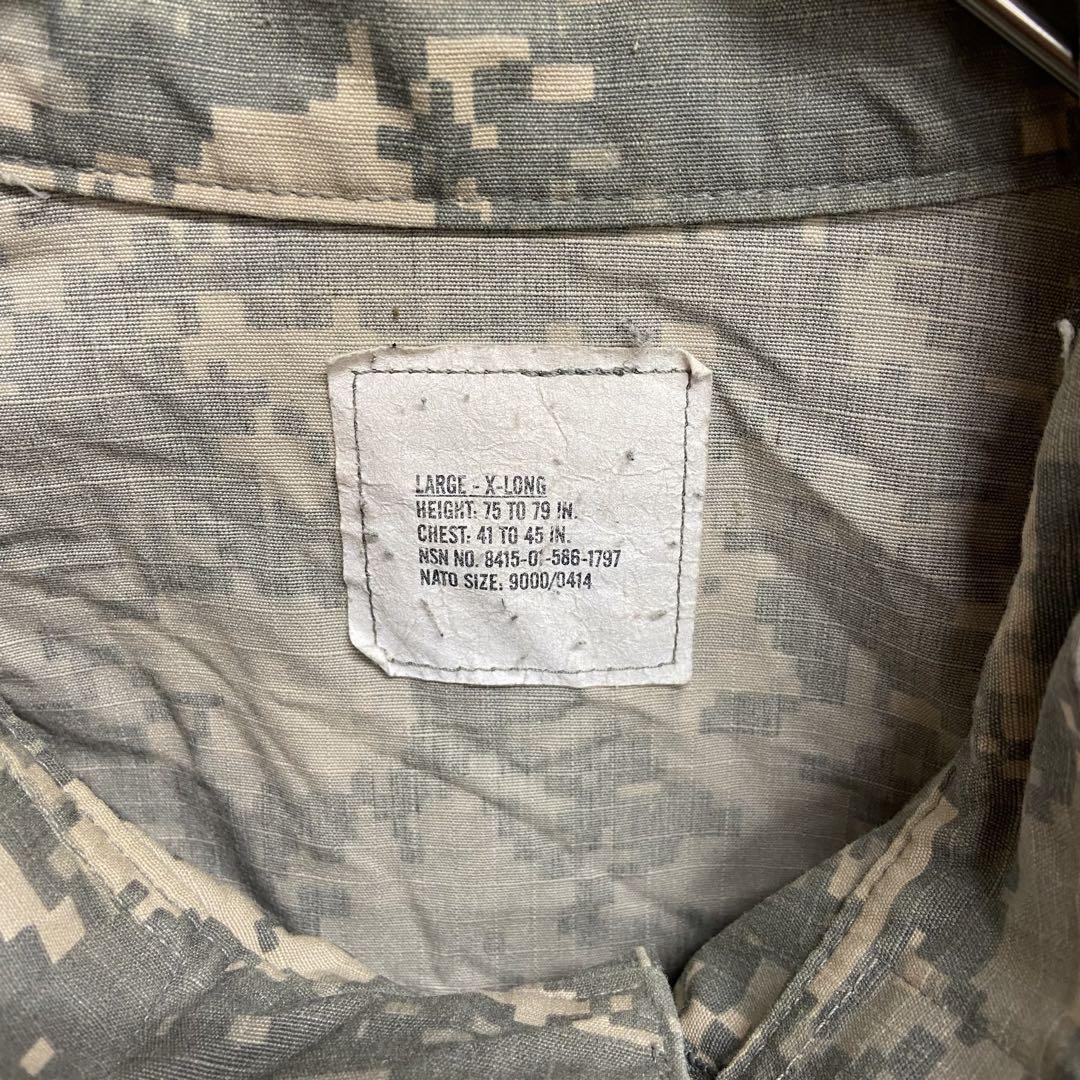 LARGE - X-LONG
HEIGHT: 75 TO 79 IN.
CHEST: 41 TO 45 IN.
NSN NO. 8415-01-586-1797
NATO SIZE: 9000/0414